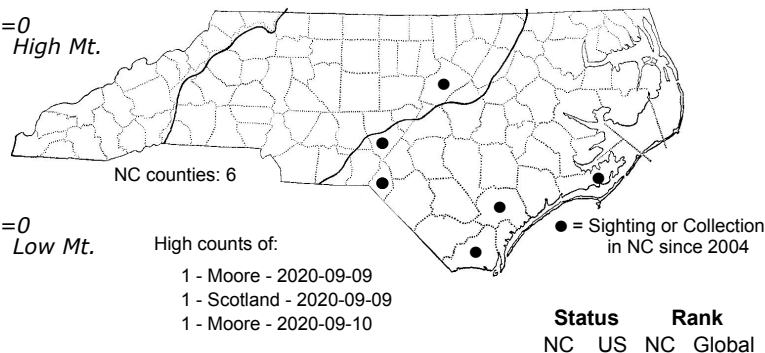 =0
High Mt.
NC counties: 6
=0
Low Mt.
High counts of:
1 - Moore - 2020-09-09
1 - Scotland - 2020-09-09
1 - Moore - 2020-09-10
● = Sighting or Collection
in NC since 2004
Status Rank
NC US NC Global